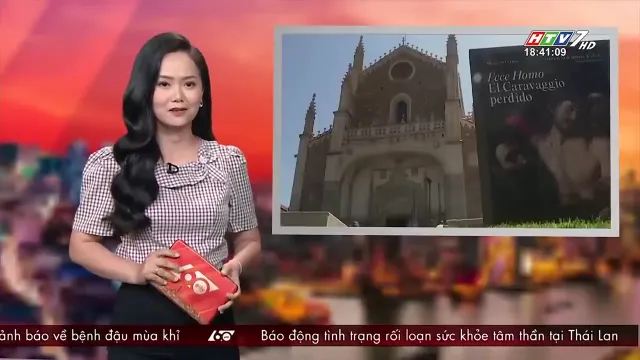 HTV7 HD
18:41:09
Ecce Homo
El Caravaggio
perdido
ảnh báo về bệnh đậu mùa khỉ
60
Báo động tình trạng rối loạn sức khỏe tâm thần tại Thái Lan